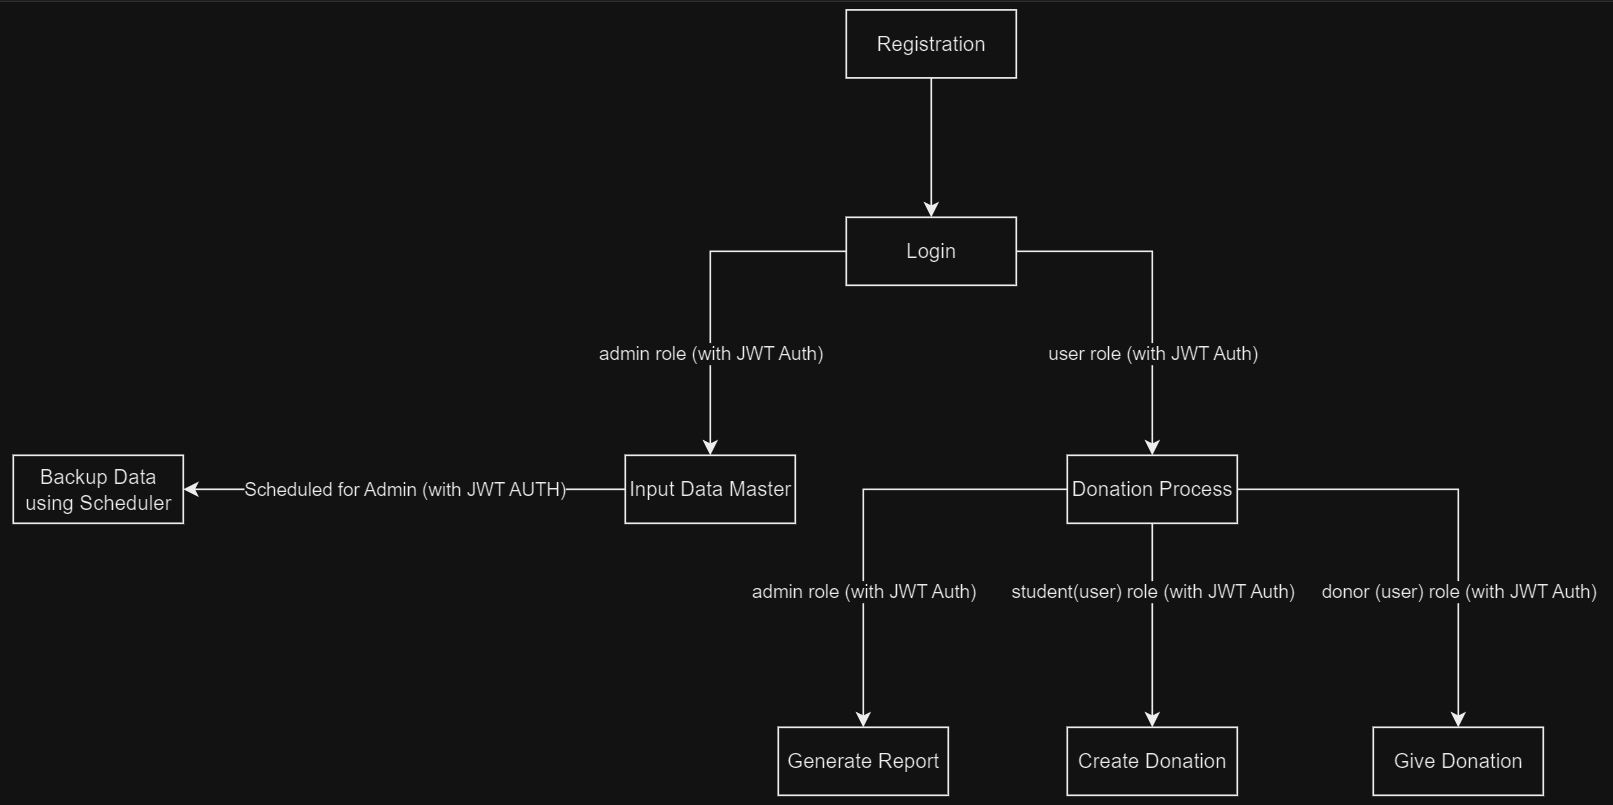 Registration
Login
admin role (with JWT Auth)
user role (with JWT Auth)
Backup Data
using Scheduler
Scheduled for Admin (with JWT AUTH)
Input Data Master
Donation Process
admin role (with JWT Auth)
student(user) role (with JWT Auth)
donor (user) role (with JWT Auth)
Generate Report
Create Donation
Give Donation